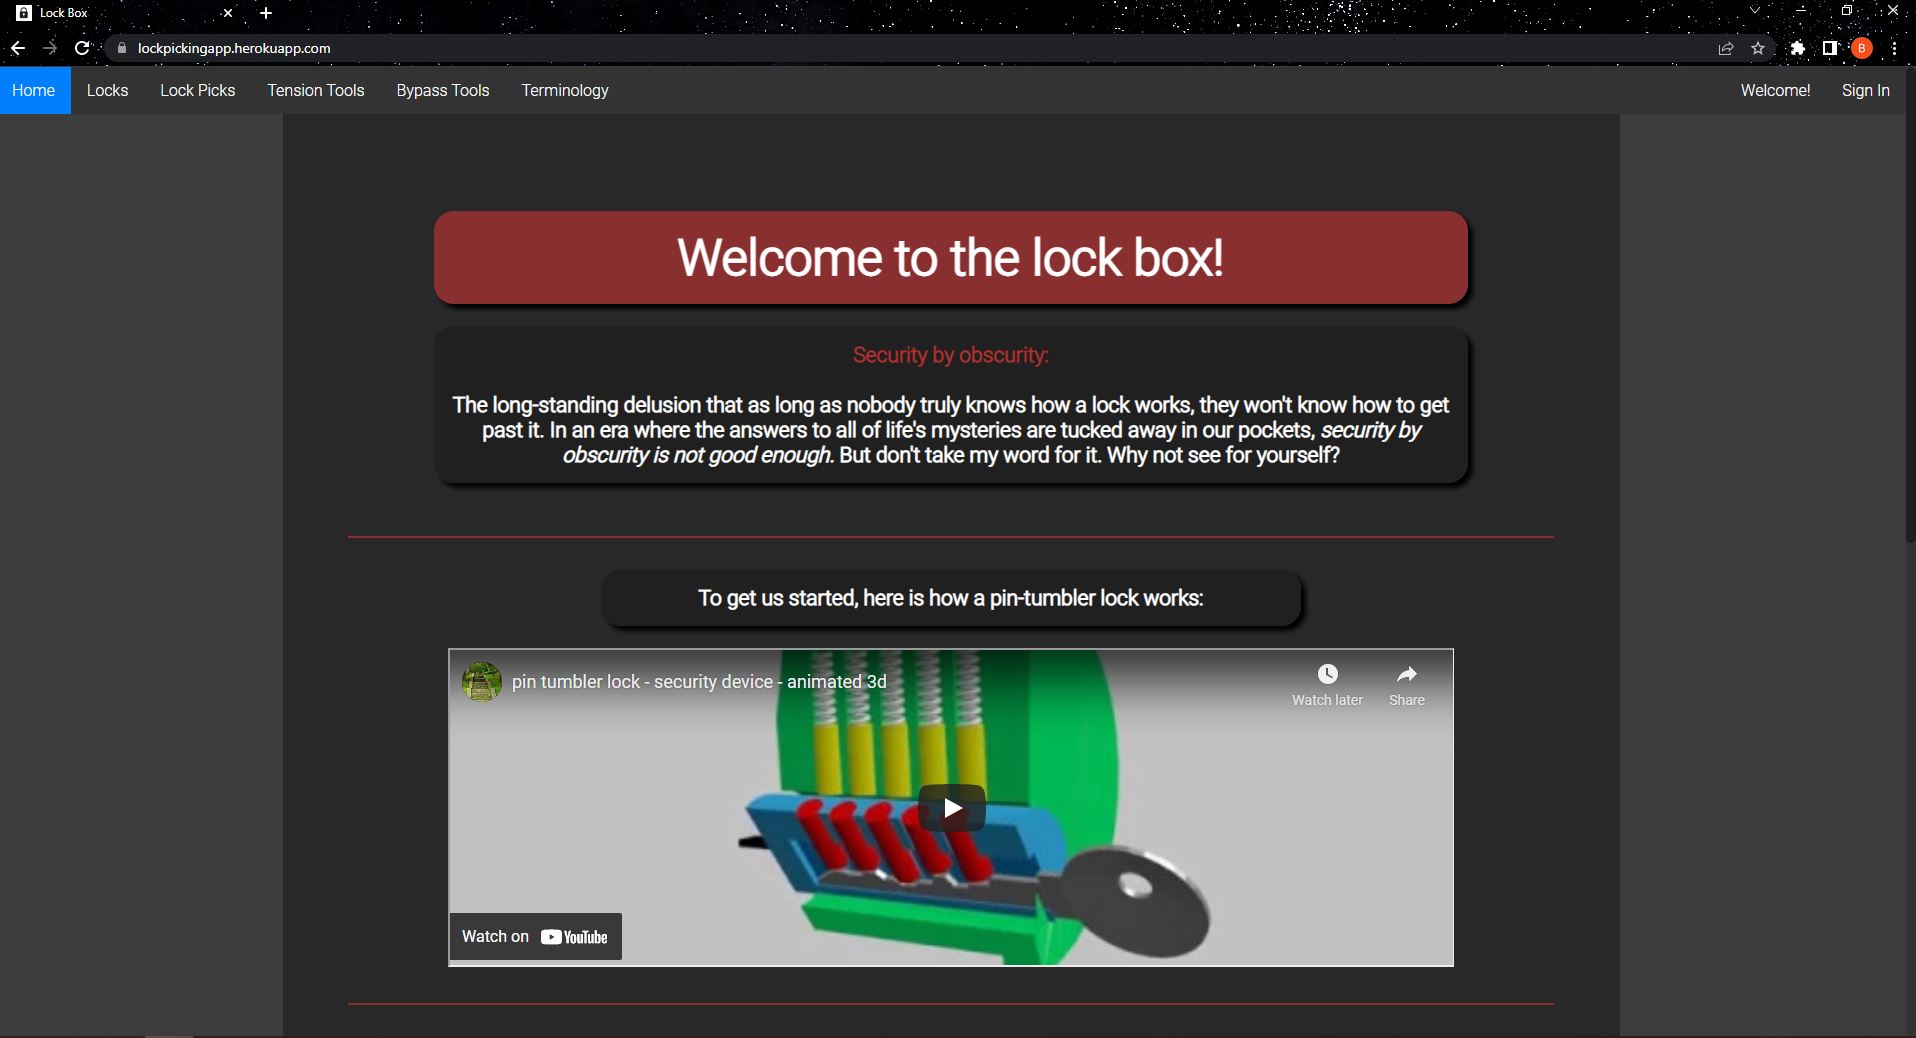 Lock Box
lockpickingapp.herokuapp.com
B
Home Locks Lock Picks Tension Tools Bypass Tools Terminology Welcome! Sign In
Welcome to the lock box!
Security by obscurity:
The long-standing delusion that as long as nobody truly knows how a lock works, they won't know how to get
past it. In an era where the answers to all of life's mysteries are tucked away in our pockets, security by
obscurity is not good enough. But don't take my word for it. Why not see for yourself?
To get us started, here is how a pin-tumbler lock works:
pin tumbler lock - security device - animated 3d
Watch later Share
Watch on YouTube